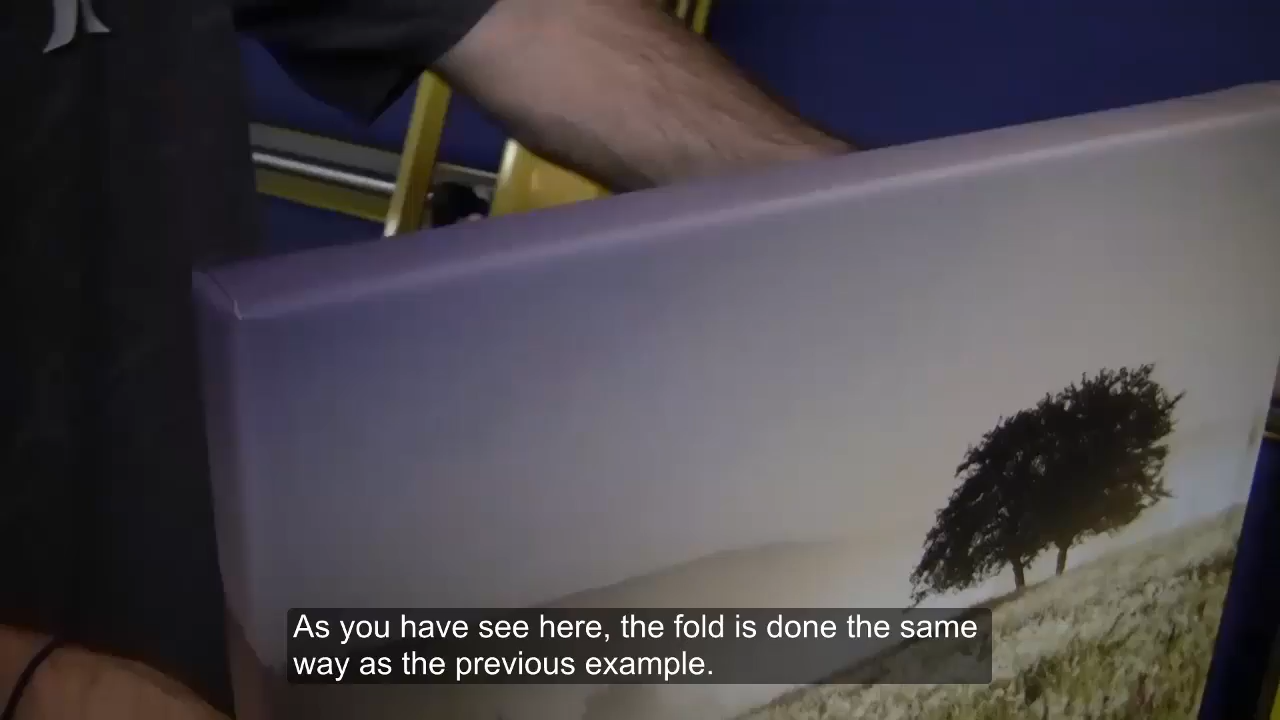 As you have see here, the fold is done the same
way as the previous example.